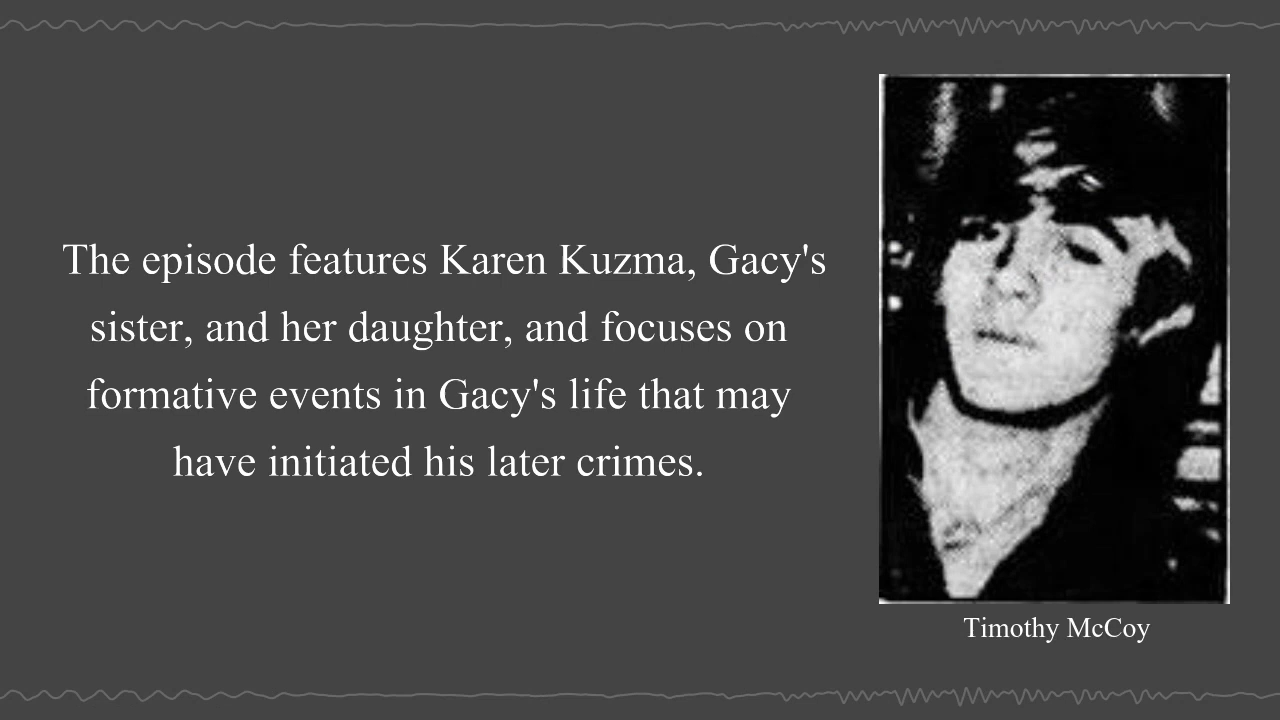 The episode features Karen Kuzma, Gacy's
sister, and her daughter, and focuses on
formative events in Gacy's life that may
have initiated his later crimes.
Timothy McCoy